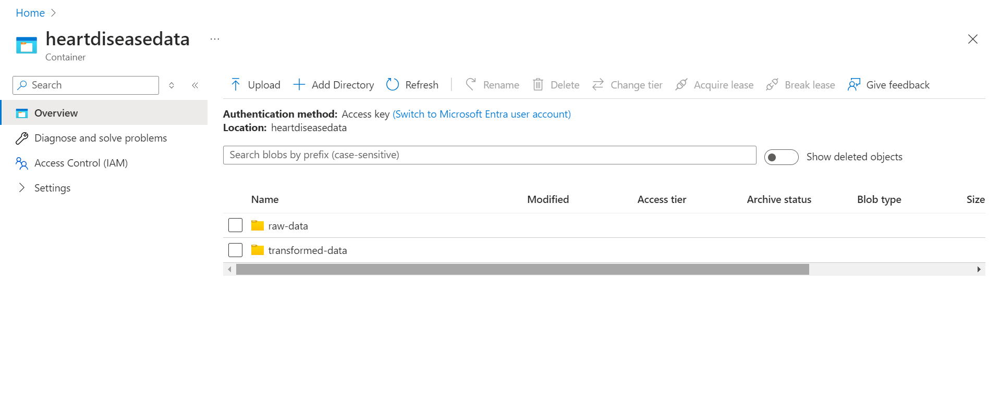 Home
heartdiseasedata ...
Container
Search
Overview
Diagnose and solve problems
Access Control (IAM)
Settings
Upload Add Directory Refresh Rename Delete Change tier Acquire lease Break lease Give feedback
Authentication method: Access key (Switch to Microsoft Entra user account)
Location: heartdiseasedata
Search blobs by prefix (case-sensitive)
Show deleted objects
Name Modified Access tier Archive status Blob type Size
raw-data
transformed-data